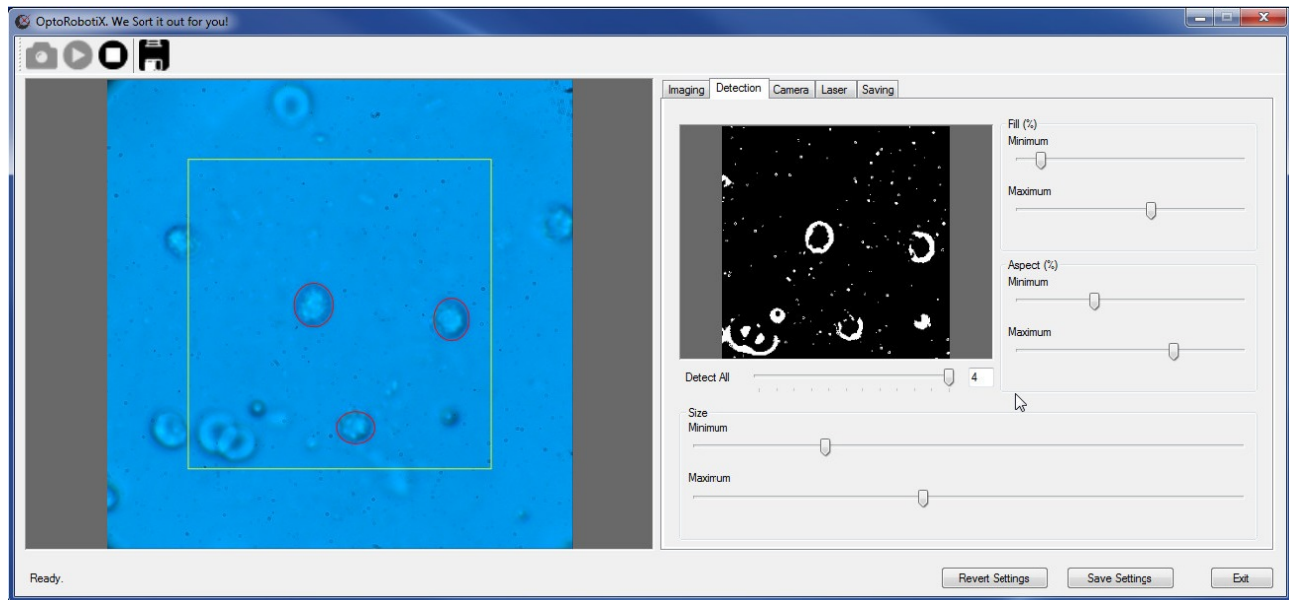 OptoRobotiX. We Sort it out for you!
Imaging Detection Camera Laser Saving
Fill (%)
Minimum
Maximum
Aspect (%)
Minimum
Maximum
Detect All 4
Size
Minimum
Maximum
Ready.
Revert Settings Save Settings Exit